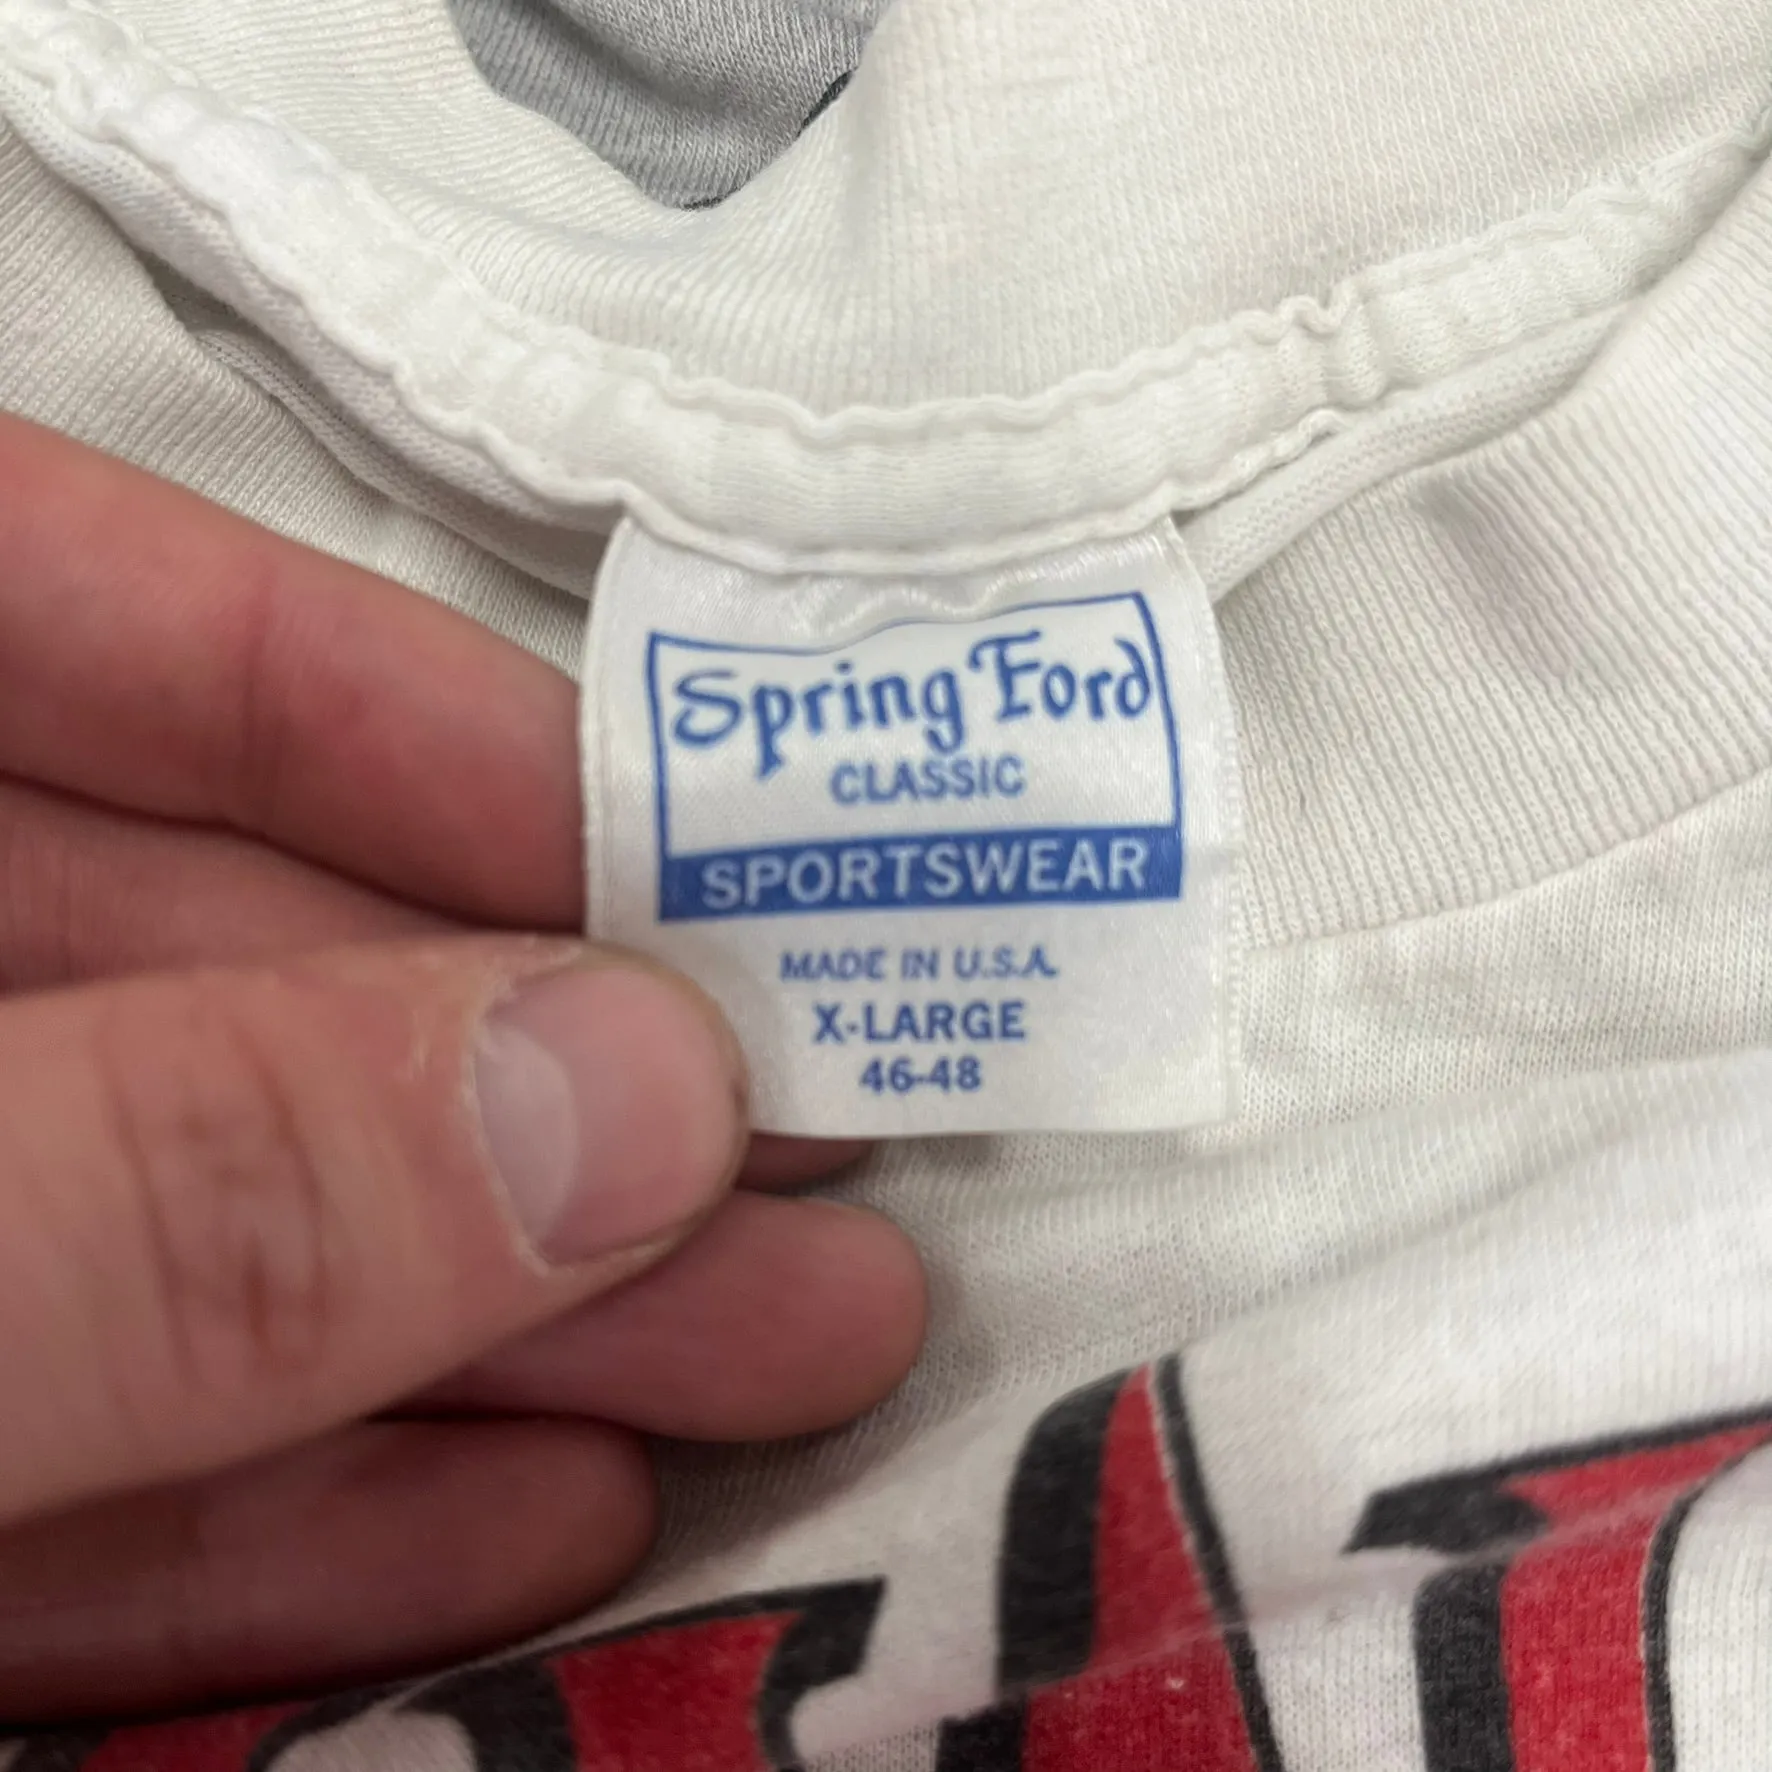 Spring Ford
CLASSIC
SPORTSWEAR
MADE IN U.S.A.
X-LARGE
46-48